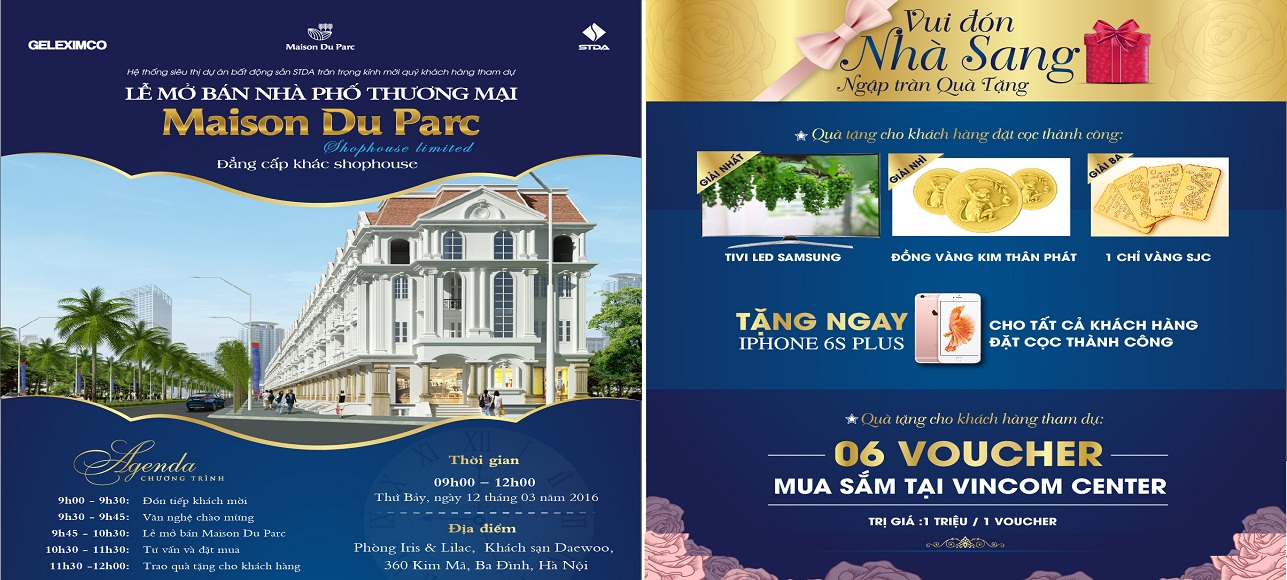 GELEXIMCO
Maison Du Parc
STDA
Hệ thống siêu thị dự án bất động sản STDA trân trọng kính mời quý khách hàng tham dự
LỄ MỞ BÁN NHÀ PHỐ THƯƠNG MẠI
Maison Du Parc
Shophouse limited
Đẳng cấp khác shophouse
Agenda
CHƯƠNG TRÌNH
9h00 - 9h30: Đón tiếp khách mời
9h30 - 9h45: Văn nghệ chào mừng
9h45 - 10h30: Lễ mở bán Maison Du Parc
10h30 - 11h30: Tư vấn và đặt mua
11h30 -12h00: Trao quà tặng cho khách hàng
Thời gian
09h00 – 12h00
Thứ Bảy, ngày 12 tháng 03 năm 2016
Địa điểm
Phòng Iris & Lilac, Khách sạn Daewoo,
360 Kim Mã, Ba Đình, Hà Nội
Vui đón
Nhà Sang
Ngập tràn Quà Tặng
Quà tặng cho khách hàng đặt cọc thành công:
GIẢI NHẤT
GIẢI NHÌ
GIẢI BA
TIVI LED SAMSUNG
ĐỒNG VÀNG KIM THÂN PHÁT
1 CHỈ VÀNG SJC
TẶNG NGAY
IPHONE 6S PLUS
CHO TẤT CẢ KHÁCH HÀNG
ĐẶT CỌC THÀNH CÔNG
Quà tặng cho khách hàng tham dự:
06 VOUCHER
MUA SẮM TẠI VINCOM CENTER
TRỊ GIÁ :1 TRIỆU / 1 VOUCHER